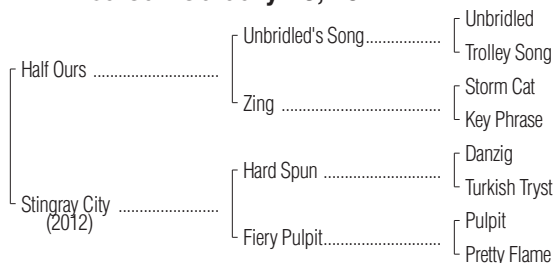 Unbridled
Unbridled's Song
Trolley Song
Half Ours
Storm Cat
Zing
Key Phrase
Danzig
Hard Spun
Turkish Tryst
Stingray City
(2012)
Pulpit
Fiery Pulpit
Pretty Flame